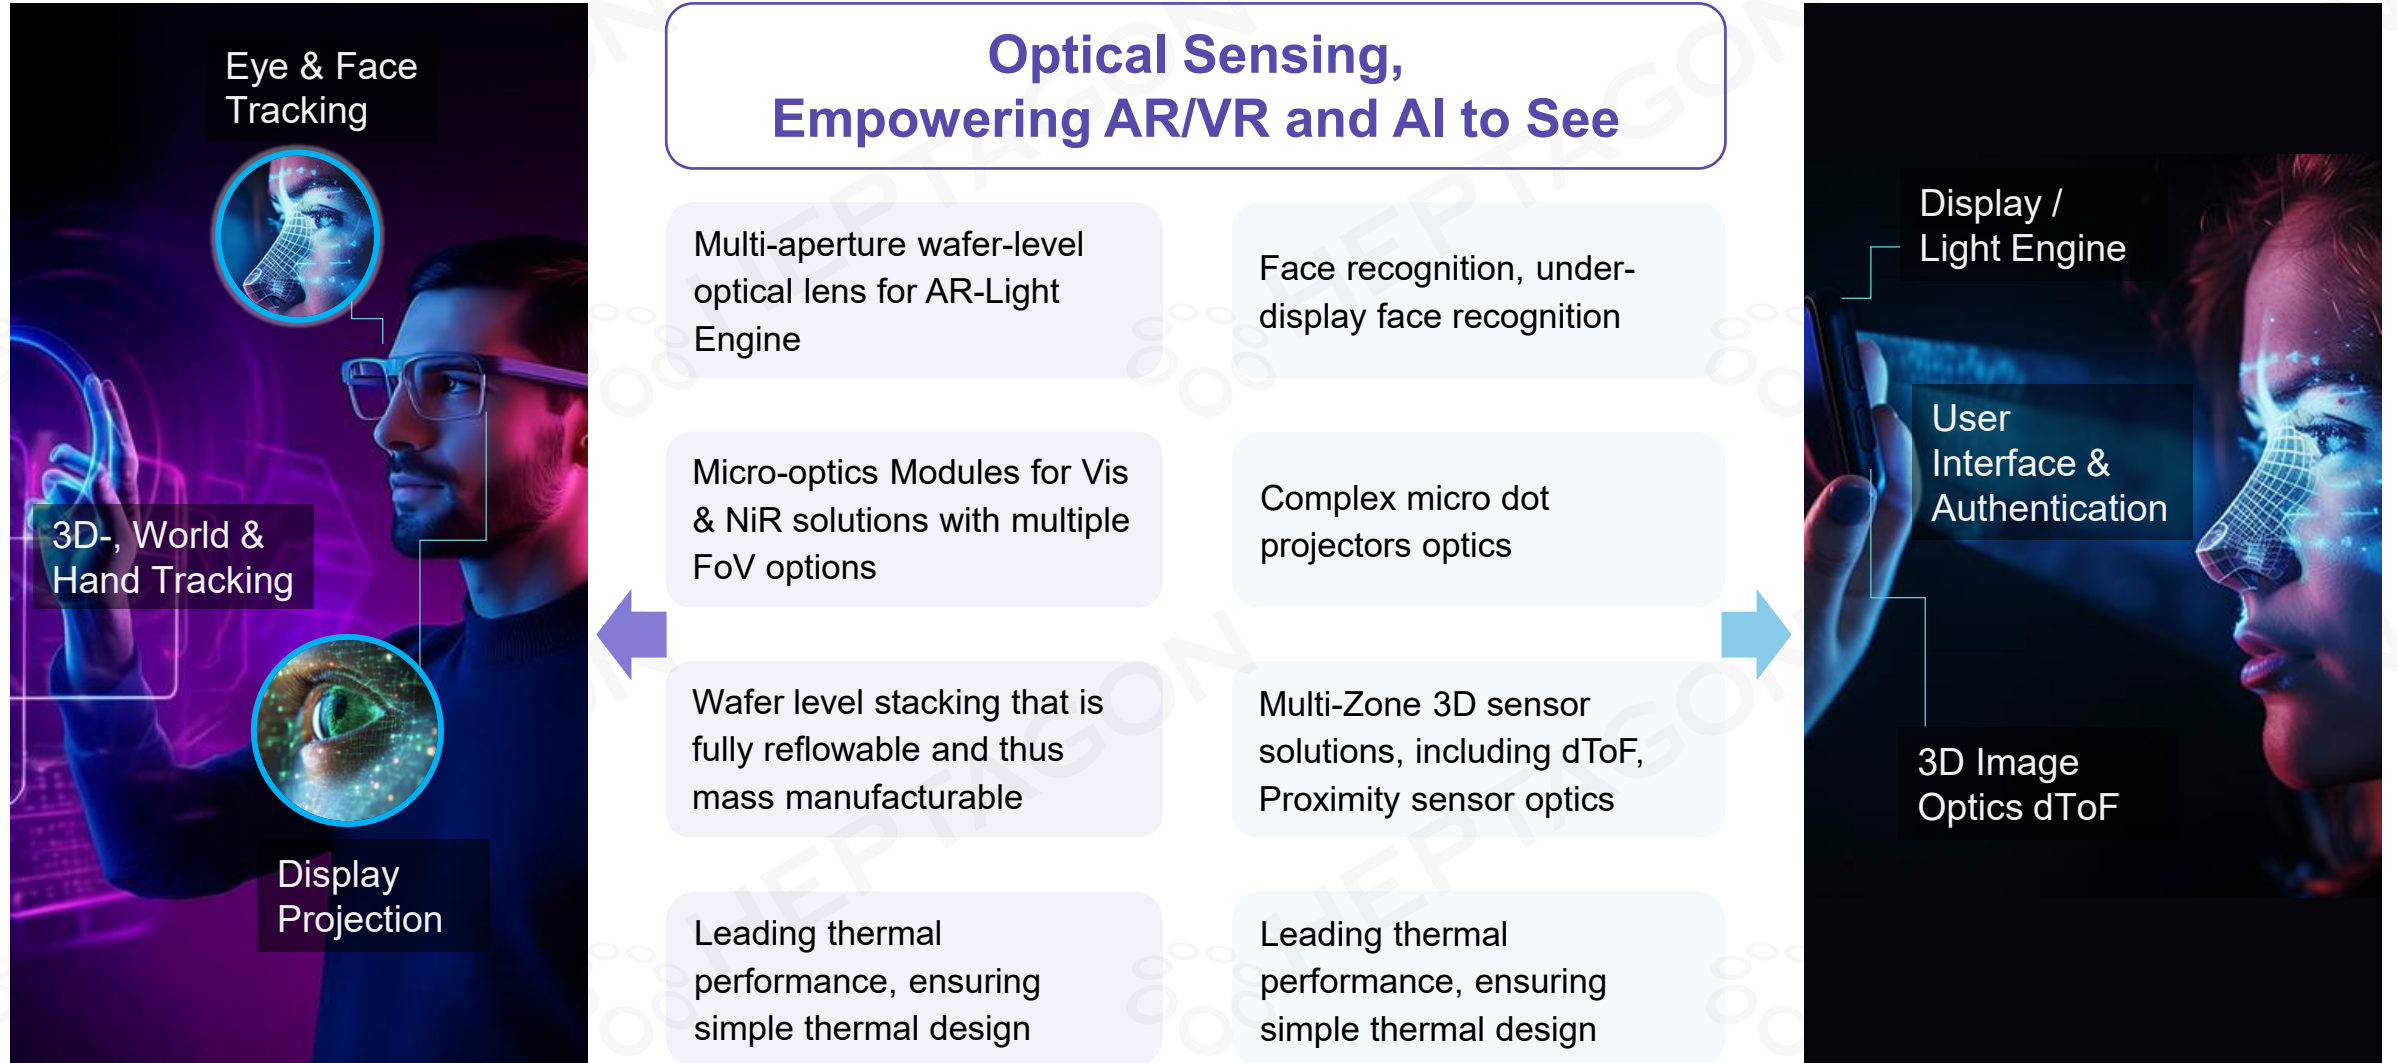 Eye & Face
Tracking
3D-, World &
Hand Tracking
Display
Projection
Optical Sensing,
Empowering AR/VR and AI to See
Multi-aperture wafer-level
optical lens for AR-Light
Engine
Micro-optics Modules for Vis
& NiR solutions with multiple
FoV options
Wafer level stacking that is
fully reflowable and thus
mass manufacturable
Leading thermal
performance, ensuring
simple thermal design
Face recognition, under-
display face recognition
Complex micro dot
projectors optics
Multi-Zone 3D sensor
solutions, including dToF,
Proximity sensor optics
Leading thermal
performance, ensuring
simple thermal design
Display /
Light Engine
User
Interface &
Authentication
3D Image
Optics dToF
HEPTAGON
HEPTAGON
HEPTAGON
HEPTAGON